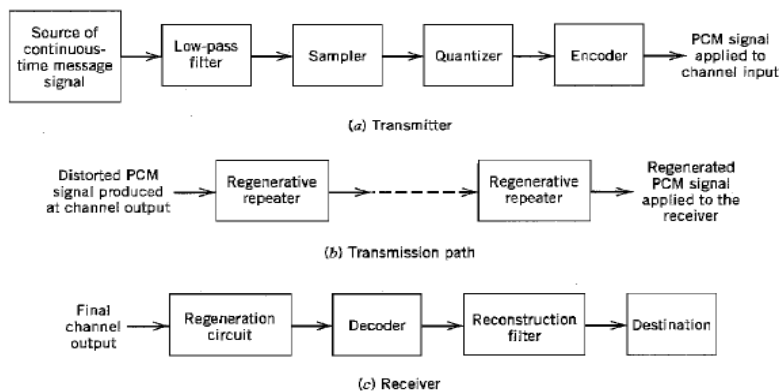 Source of
continuous-
time message
signal
Low-pass
filter
Sampler
Quantizer
Encoder
PCM signal
applied to
channel input
(a) Transmitter
Distorted PCM
signal produced
at channel output
Regenerative
repeater
Regenerative
repeater
Regenerated
PCM signal
applied to the
receiver
(b) Transmission path
Final
channel
output
Regeneration
circuit
Decoder
Reconstruction
filter
Destination
(c) Receiver